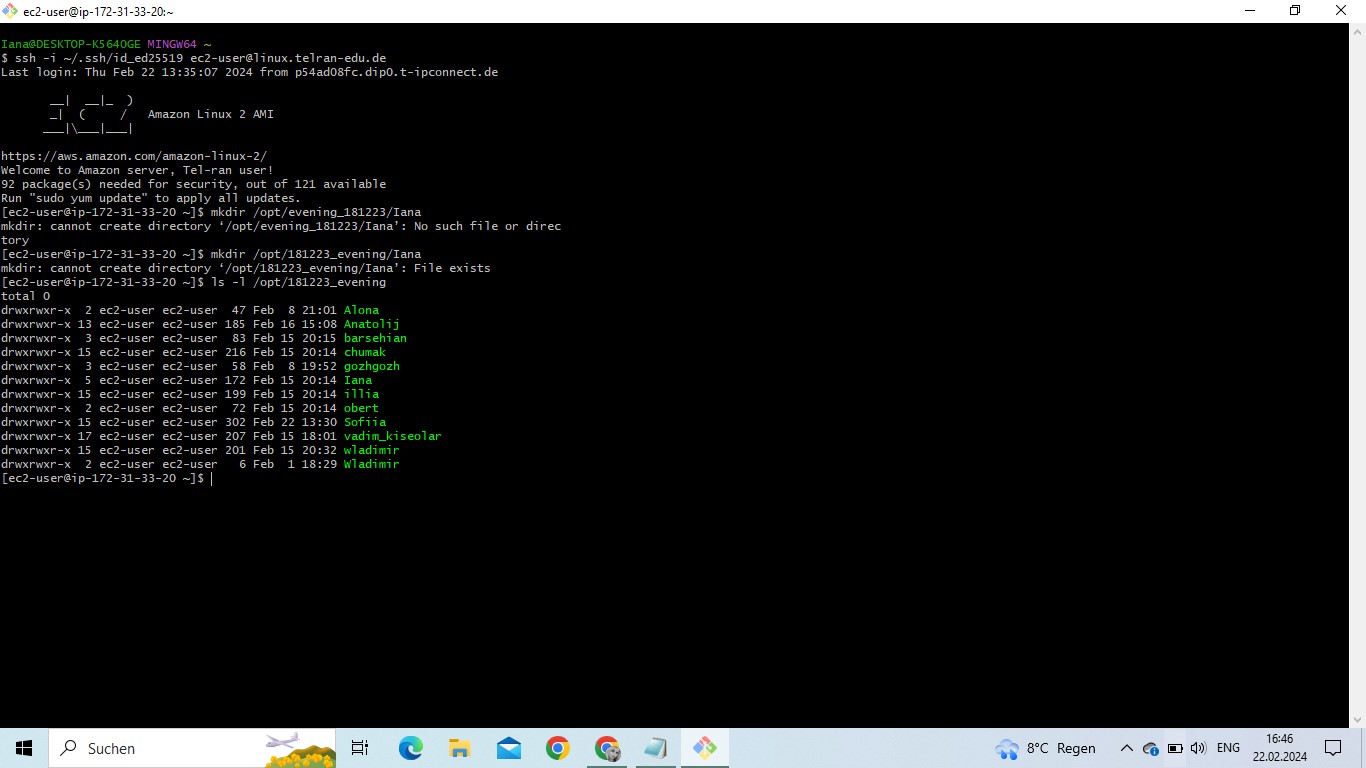 ec2-user@ip-172-31-33-20:~
Iana@DESKTOP-K564OGE MINGW64 ~
$ ssh -i ~/.ssh/id_ed25519 ec2-user@linux.telran-edu.de
Last login: Thu Feb 22 13:35:07 2024 from p54ad08fc.dip0.t-ipconnect.de
       __|  __|_  )
       _|  (     /   Amazon Linux 2 AMI
      ___|\___|___|
https://aws.amazon.com/amazon-linux-2/
Welcome to Amazon server, Tel-ran user!
92 package(s) needed for security, out of 121 available
Run "sudo yum update" to apply all updates.
[ec2-user@ip-172-31-33-20 ~]$ mkdir /opt/evening_181223/Iana
mkdir: cannot create directory ‘/opt/evening_181223/Iana’: No such file or direc
tory
[ec2-user@ip-172-31-33-20 ~]$ mkdir /opt/181223_evening/Iana
mkdir: cannot create directory ‘/opt/181223_evening/Iana’: File exists
[ec2-user@ip-172-31-33-20 ~]$ ls -l /opt/181223_evening
total 0
drwxrwxr-x  2 ec2-user ec2-user  47 Feb  8 21:01 Alona
drwxrwxr-x 13 ec2-user ec2-user 185 Feb 16 15:08 Anatolij
drwxrwxr-x  3 ec2-user ec2-user  83 Feb 15 20:15 barsehian
drwxrwxr-x 15 ec2-user ec2-user 216 Feb 15 20:14 chumak
drwxrwxr-x  3 ec2-user ec2-user  58 Feb  8 19:52 gozhgozh
drwxrwxr-x  5 ec2-user ec2-user 172 Feb 15 20:14 Iana
drwxrwxr-x 15 ec2-user ec2-user 199 Feb 15 20:14 illia
drwxrwxr-x  2 ec2-user ec2-user  72 Feb 15 20:14 obert
drwxrwxr-x 15 ec2-user ec2-user 302 Feb 22 13:30 Sofiia
drwxrwxr-x 17 ec2-user ec2-user 207 Feb 15 18:01 vadim_kiseolar
drwxrwxr-x 15 ec2-user ec2-user 201 Feb 15 20:32 wladimir
drwxrwxr-x  2 ec2-user ec2-user   6 Feb  1 18:29 Wladimir
[ec2-user@ip-172-31-33-20 ~]$
Suchen
8°C Regen
ENG
16:46
22.02.2024